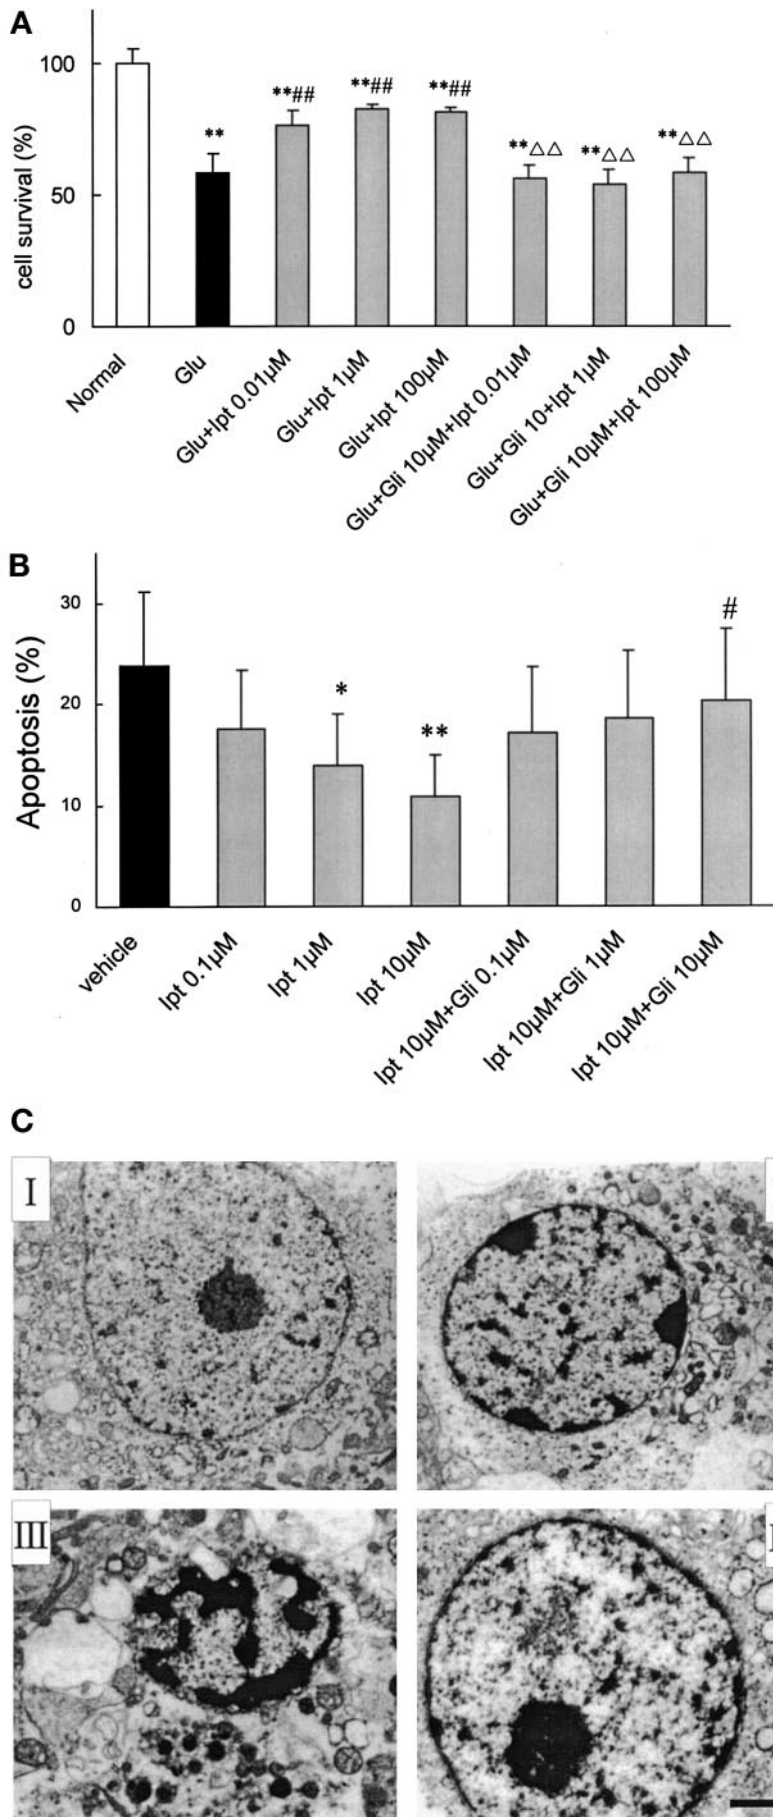 A
cell survival (%)
100
50
0
**
**##
**##
**##
**△△
**△△
**△△
Normal
Glu
Glu+Ipt 0.01µM
Glu+Ipt 1µM
Glu+Ipt 100µM
Glu+Gli 10µM+Ipt 0.01µM
Glu+Gli 10+Ipt 1µM
Glu+Gli 10µM+Ipt 100µM
B
Apoptosis (%)
30
20
10
0
*
**
#
vehicle
Ipt 0.1µM
Ipt 1µM
Ipt 10µM
Ipt 10µM+Gli 0.1µM
Ipt 10µM+Gli 1µM
Ipt 10µM+Gli 10µM
C
I
III